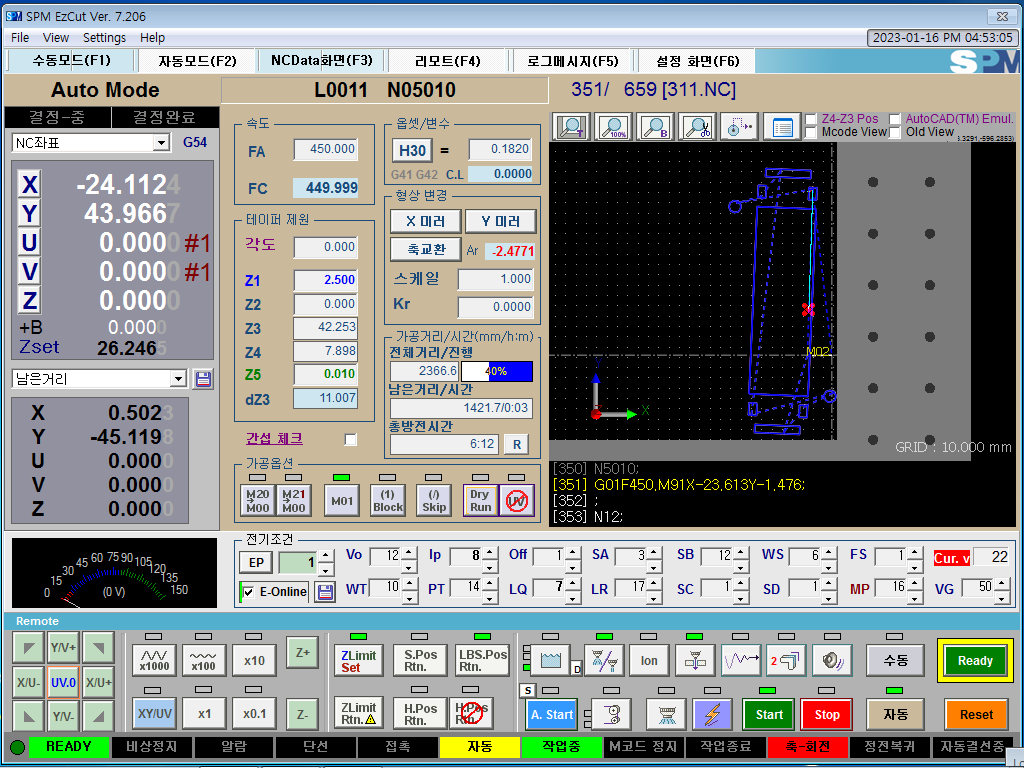 SPM EzCut Ver. 7.206
File View Settings Help
2023-01-16 PM 04:53:05
수동모드(F1) 자동모드(F2) NCData화면(F3) 리모트(F4) 로그메시지(F5) 설정 화면(F6) SPM
Auto Mode L0011 N05010 351/ 659 [311.NC]
결정-중 결정완료
NC좌표 G54
X -24.1124
Y 43.9667
U 0.0000 #1
V 0.0000 #1
Z 0.0000
+B 0.0000
Zset 26.2465
남은거리
X 0.5023
Y -45.1193
U 0.0000
V 0.0000
Z 0.0000
속도
FA 450.000
FC 449.999
테이퍼 제원
각도 0.000
Z1 2.500
Z2 0.000
Z3 42.253
Z4 7.898
Z5 0.010
dZ3 11.007
간섭 체크
옵셋/변수
H30 = 0.1820
G41 G42 C.L 0.0000
형상 변경
X 미러 Y 미러
축교환 Ar -2.4771
스케일 1.000
Kr 0.0000
가공거리/시간(mm/h:m)
전체거리/진행
2366.6 40%
남은거리/시간
1421.7/0:03
총방전시간
6:12 R
가공옵션
M20 M00 M21 M00 M01 (1) Block (/) Skip Dry Run UV
T 100% B
Z4-Z3 Pos AutoCAD(TM) Emul.
Mcode View Old View
M02
Y
X
GRID : 10.000 mm
[350] N5010;
[351] G01F450.M91X-23.613Y-1.476;
[352] ;
[353] N12;
0 15 30 45 60 75 90 105 120 135 150
(0 V)
전기조건
EP 1 Vo 12 Ip 8 Off 1 SA 3 SB 12 WS 6 FS 1 Cur. v 22
E-Online WT 10 PT 14 LQ 7 LR 17 SC 1 SD 1 MP 16 VG 50
Remote
Y/V+
X/U- UV.0 X/U+
Y/V-
x1000 x100 x10 Z+
XY/UV x1 x0.1 Z-
ZLimit Set S.Pos Rtn. LBS.Pos Rtn.
ZLimit Rtn. H.Pos Rtn. H.Pos Rtn.
D Ion 2 수동 Ready
S A. Start Start Stop 자동 Reset
READY 비상정지 알람 단선 접촉 자동 작업중 M코드 정지 작업종료 축-회전 정전복귀 자동결선중